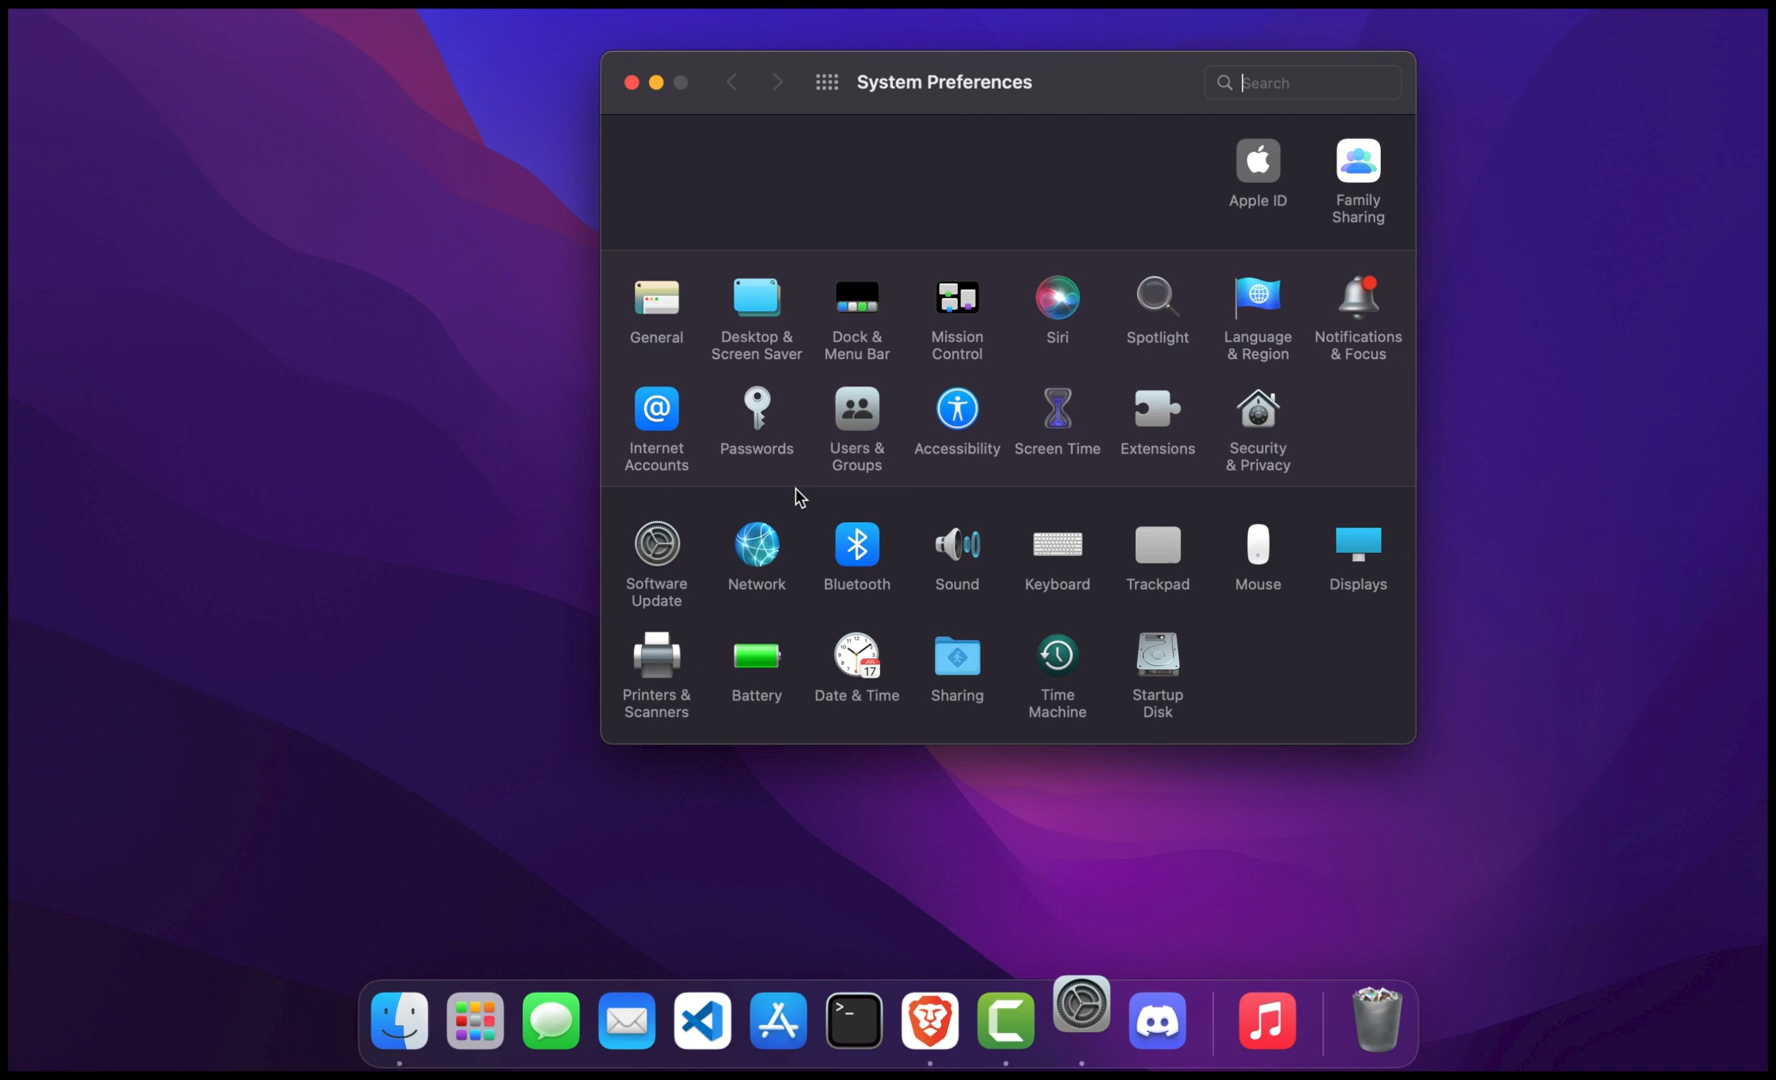 System Preferences
Search
Apple ID
Family
Sharing
General
Desktop &
Screen Saver
Dock &
Menu Bar
Mission
Control
Siri
Spotlight
Language
& Region
Notifications
& Focus
Internet
Accounts
Passwords
Users &
Groups
Accessibility
Screen Time
Extensions
Security
& Privacy
Software
Update
Network
Bluetooth
Sound
Keyboard
Trackpad
Mouse
Displays
Printers &
Scanners
Battery
JUL
17
Date & Time
Sharing
Time
Machine
Startup
Disk